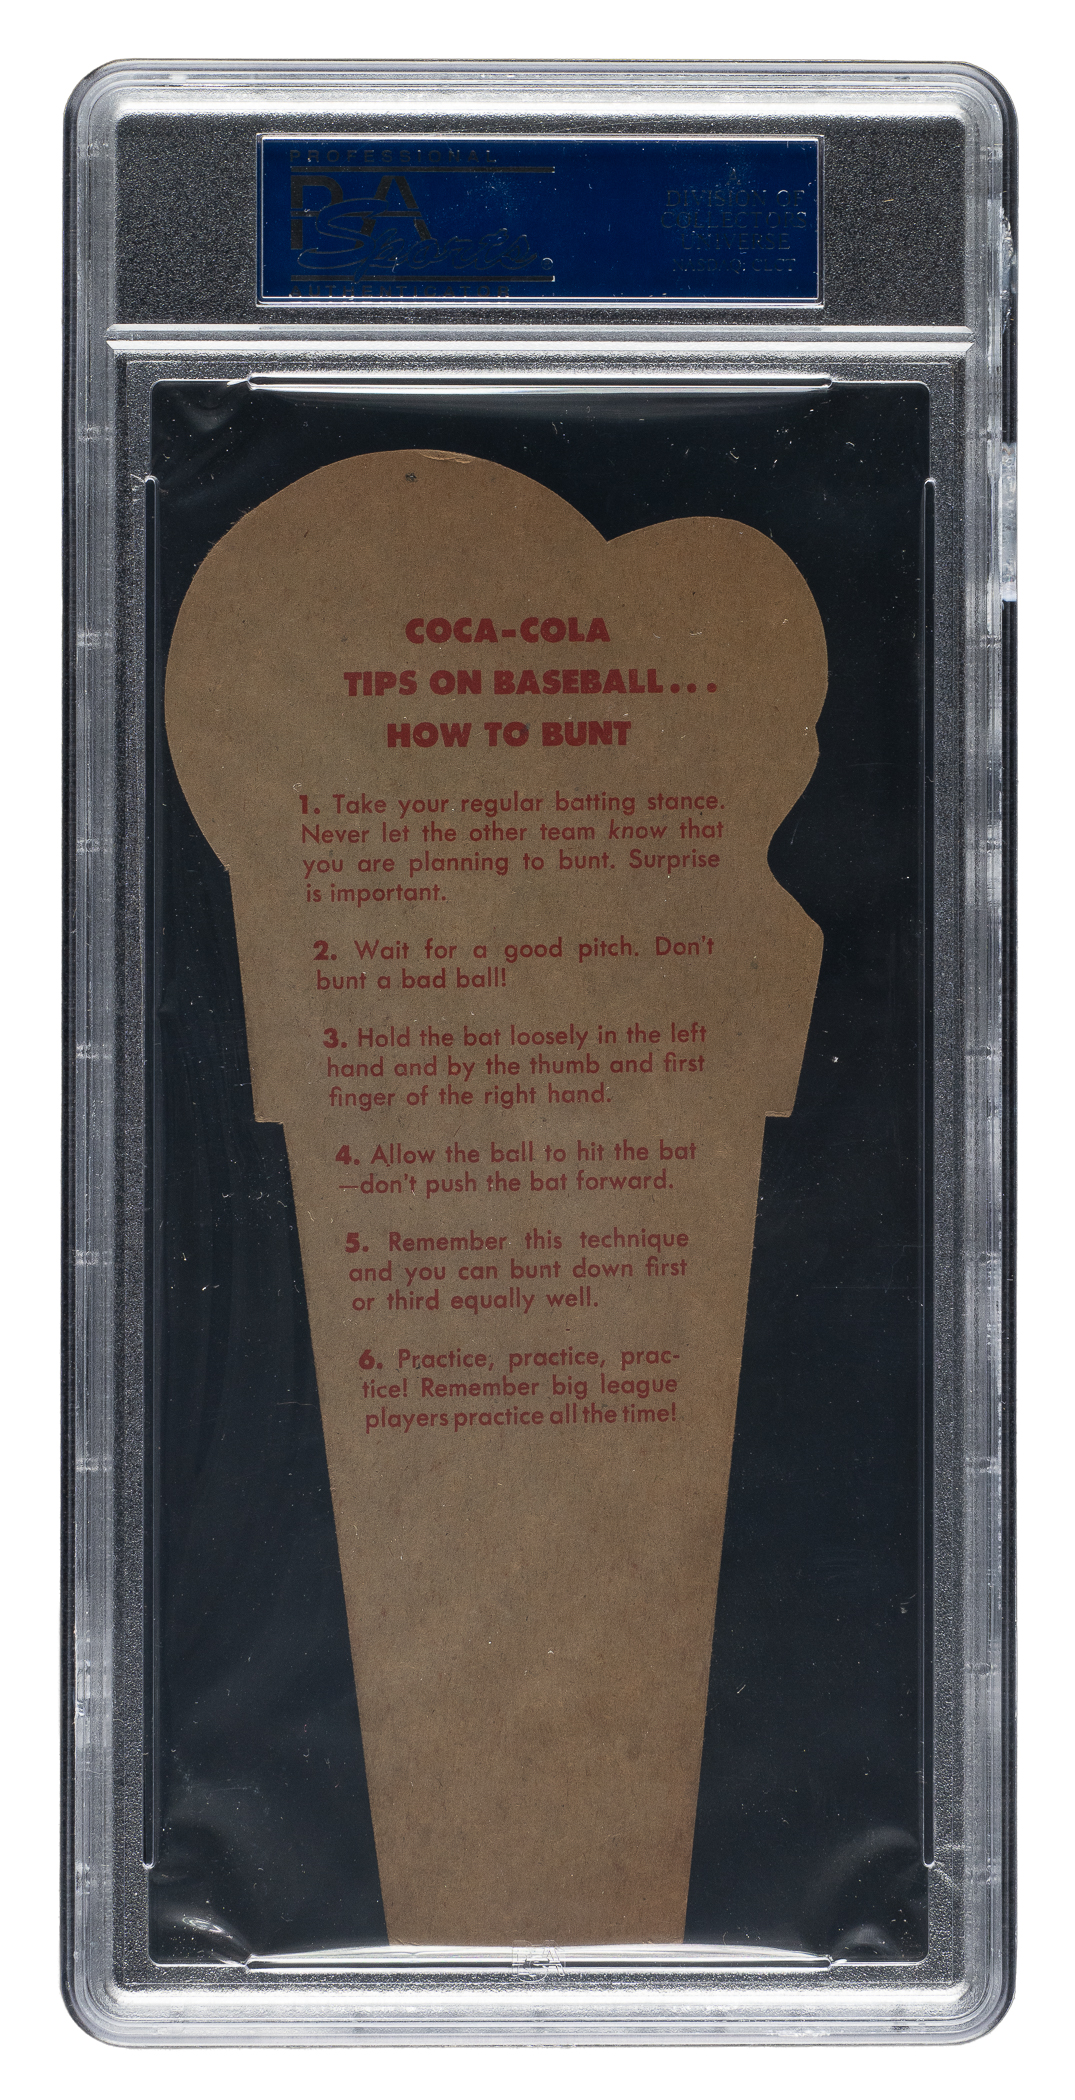 PROFESSIONAL
PSA
Sports
AUTHENTICATOR
A
DIVISION OF
COLLECTORS
UNIVERSE
NASDAQ: CLCT
COCA-COLA
TIPS ON BASEBALL...
HOW TO BUNT
1. Take your regular batting stance.
Never let the other team know that
you are planning to bunt. Surprise
is important.
2. Wait for a good pitch. Don't
bunt a bad ball!
3. Hold the bat loosely in the left
hand and by the thumb and first
finger of the right hand.
4. Allow the ball to hit the bat
—don't push the bat forward.
5. Remember this technique
and you can bunt down first
or third equally well.
6. Practice, practice, prac-
tice! Remember big league
players practice all the time!
PSA